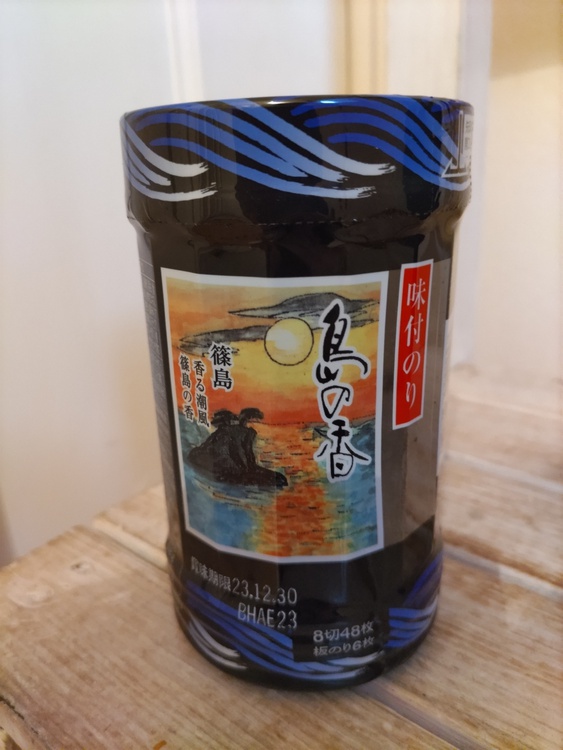 味付のり
島の香
篠島
香る潮風
篠島の香
賞味期限23.12.30
BHAE23
8切48枚
板のり6枚